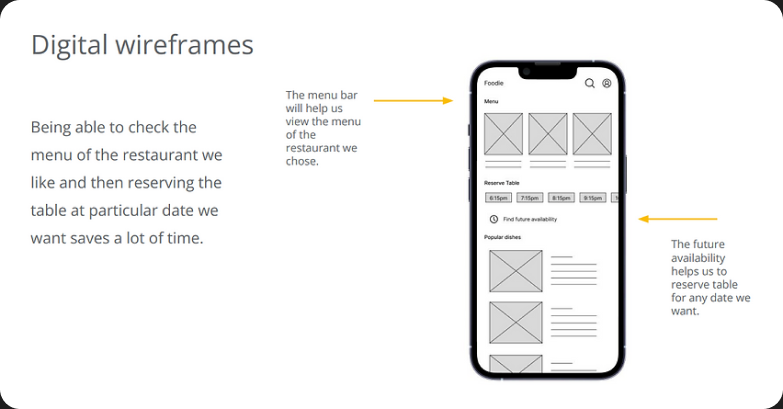 Digital wireframes
Being able to check the
menu of the restaurant we
like and then reserving the
table at particular date we
want saves a lot of time.
The menu bar
will help us
view the menu
of the
restaurant we
chose.
Foodie
Menu
Reserve Table
6:15pm 7:15pm 8:15pm 9:15pm 1
Find future availability
Popular dishes
The future
availability
helps us to
reserve table
for any date we
want.